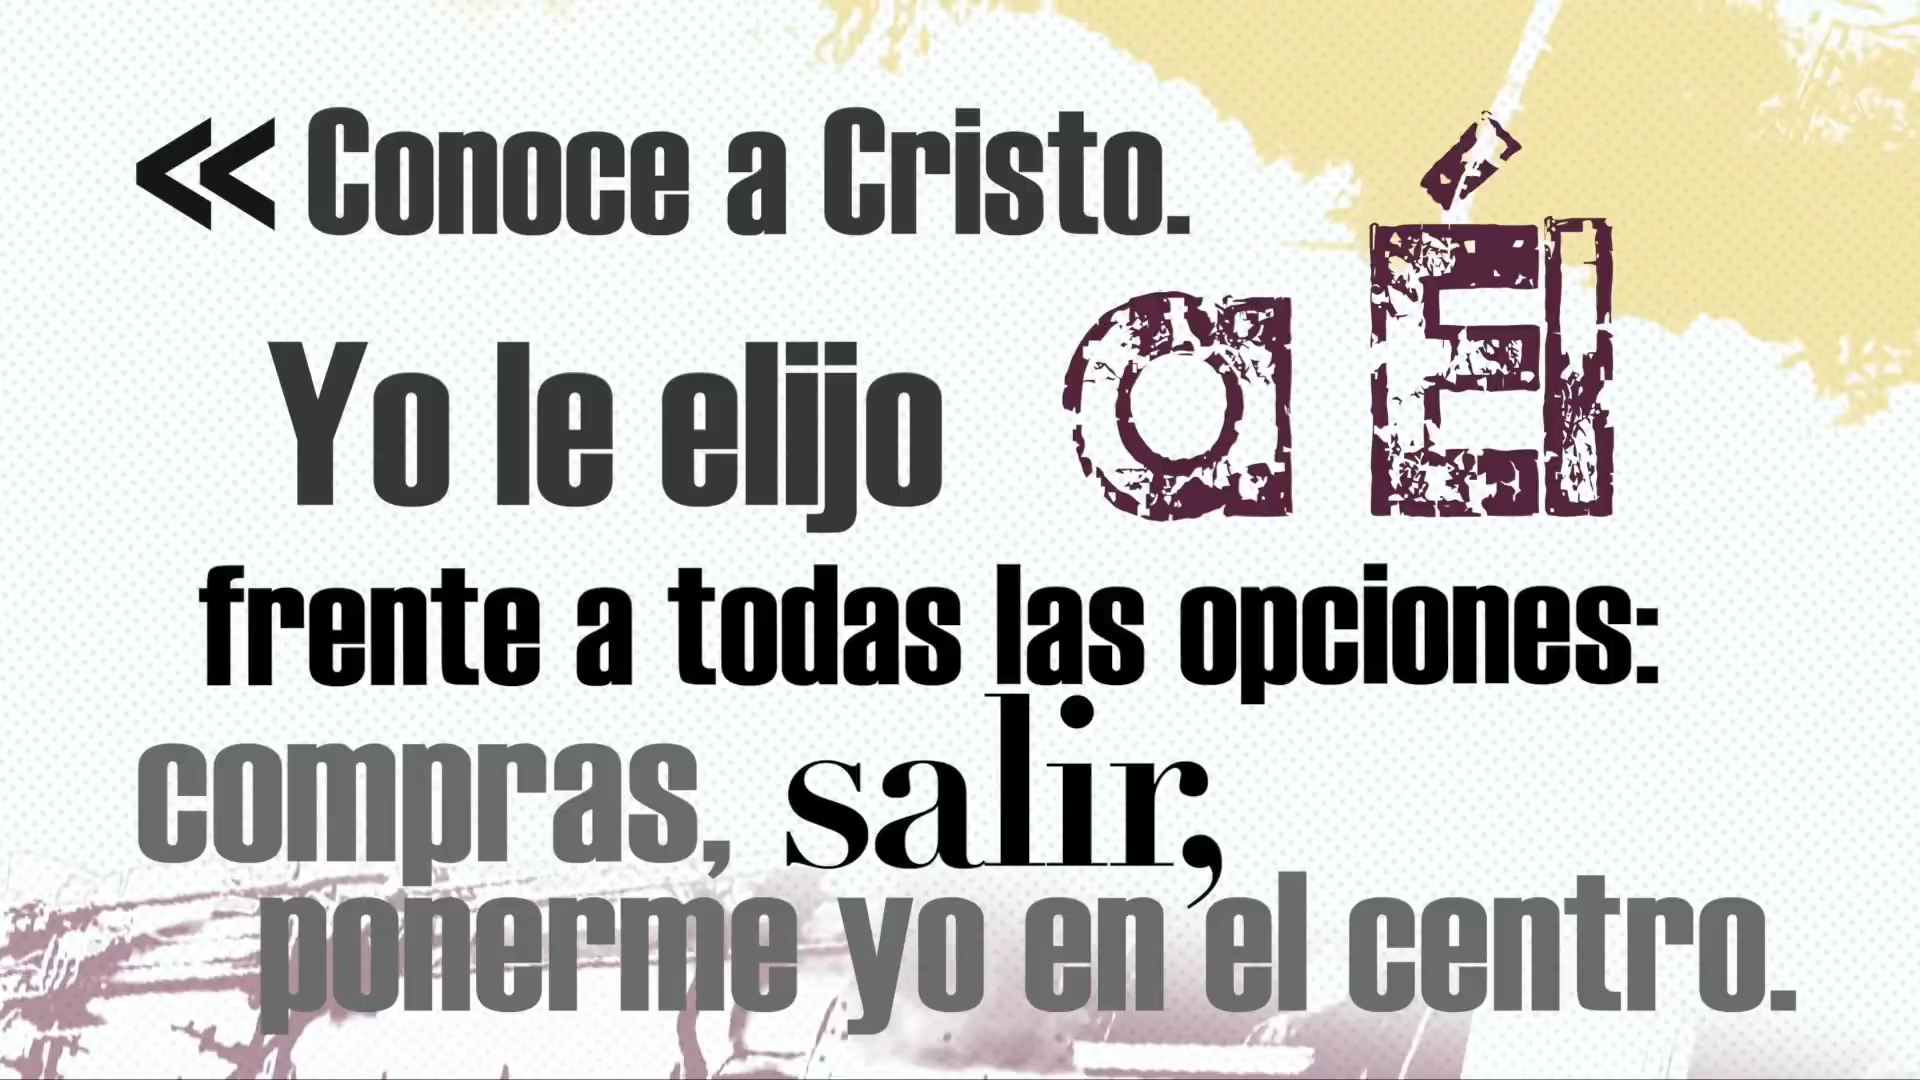 « Conoce a Cristo.
Yo le elijo a Él
frente a todas las opciones:
compras, salir,
ponerme yo en el centro.